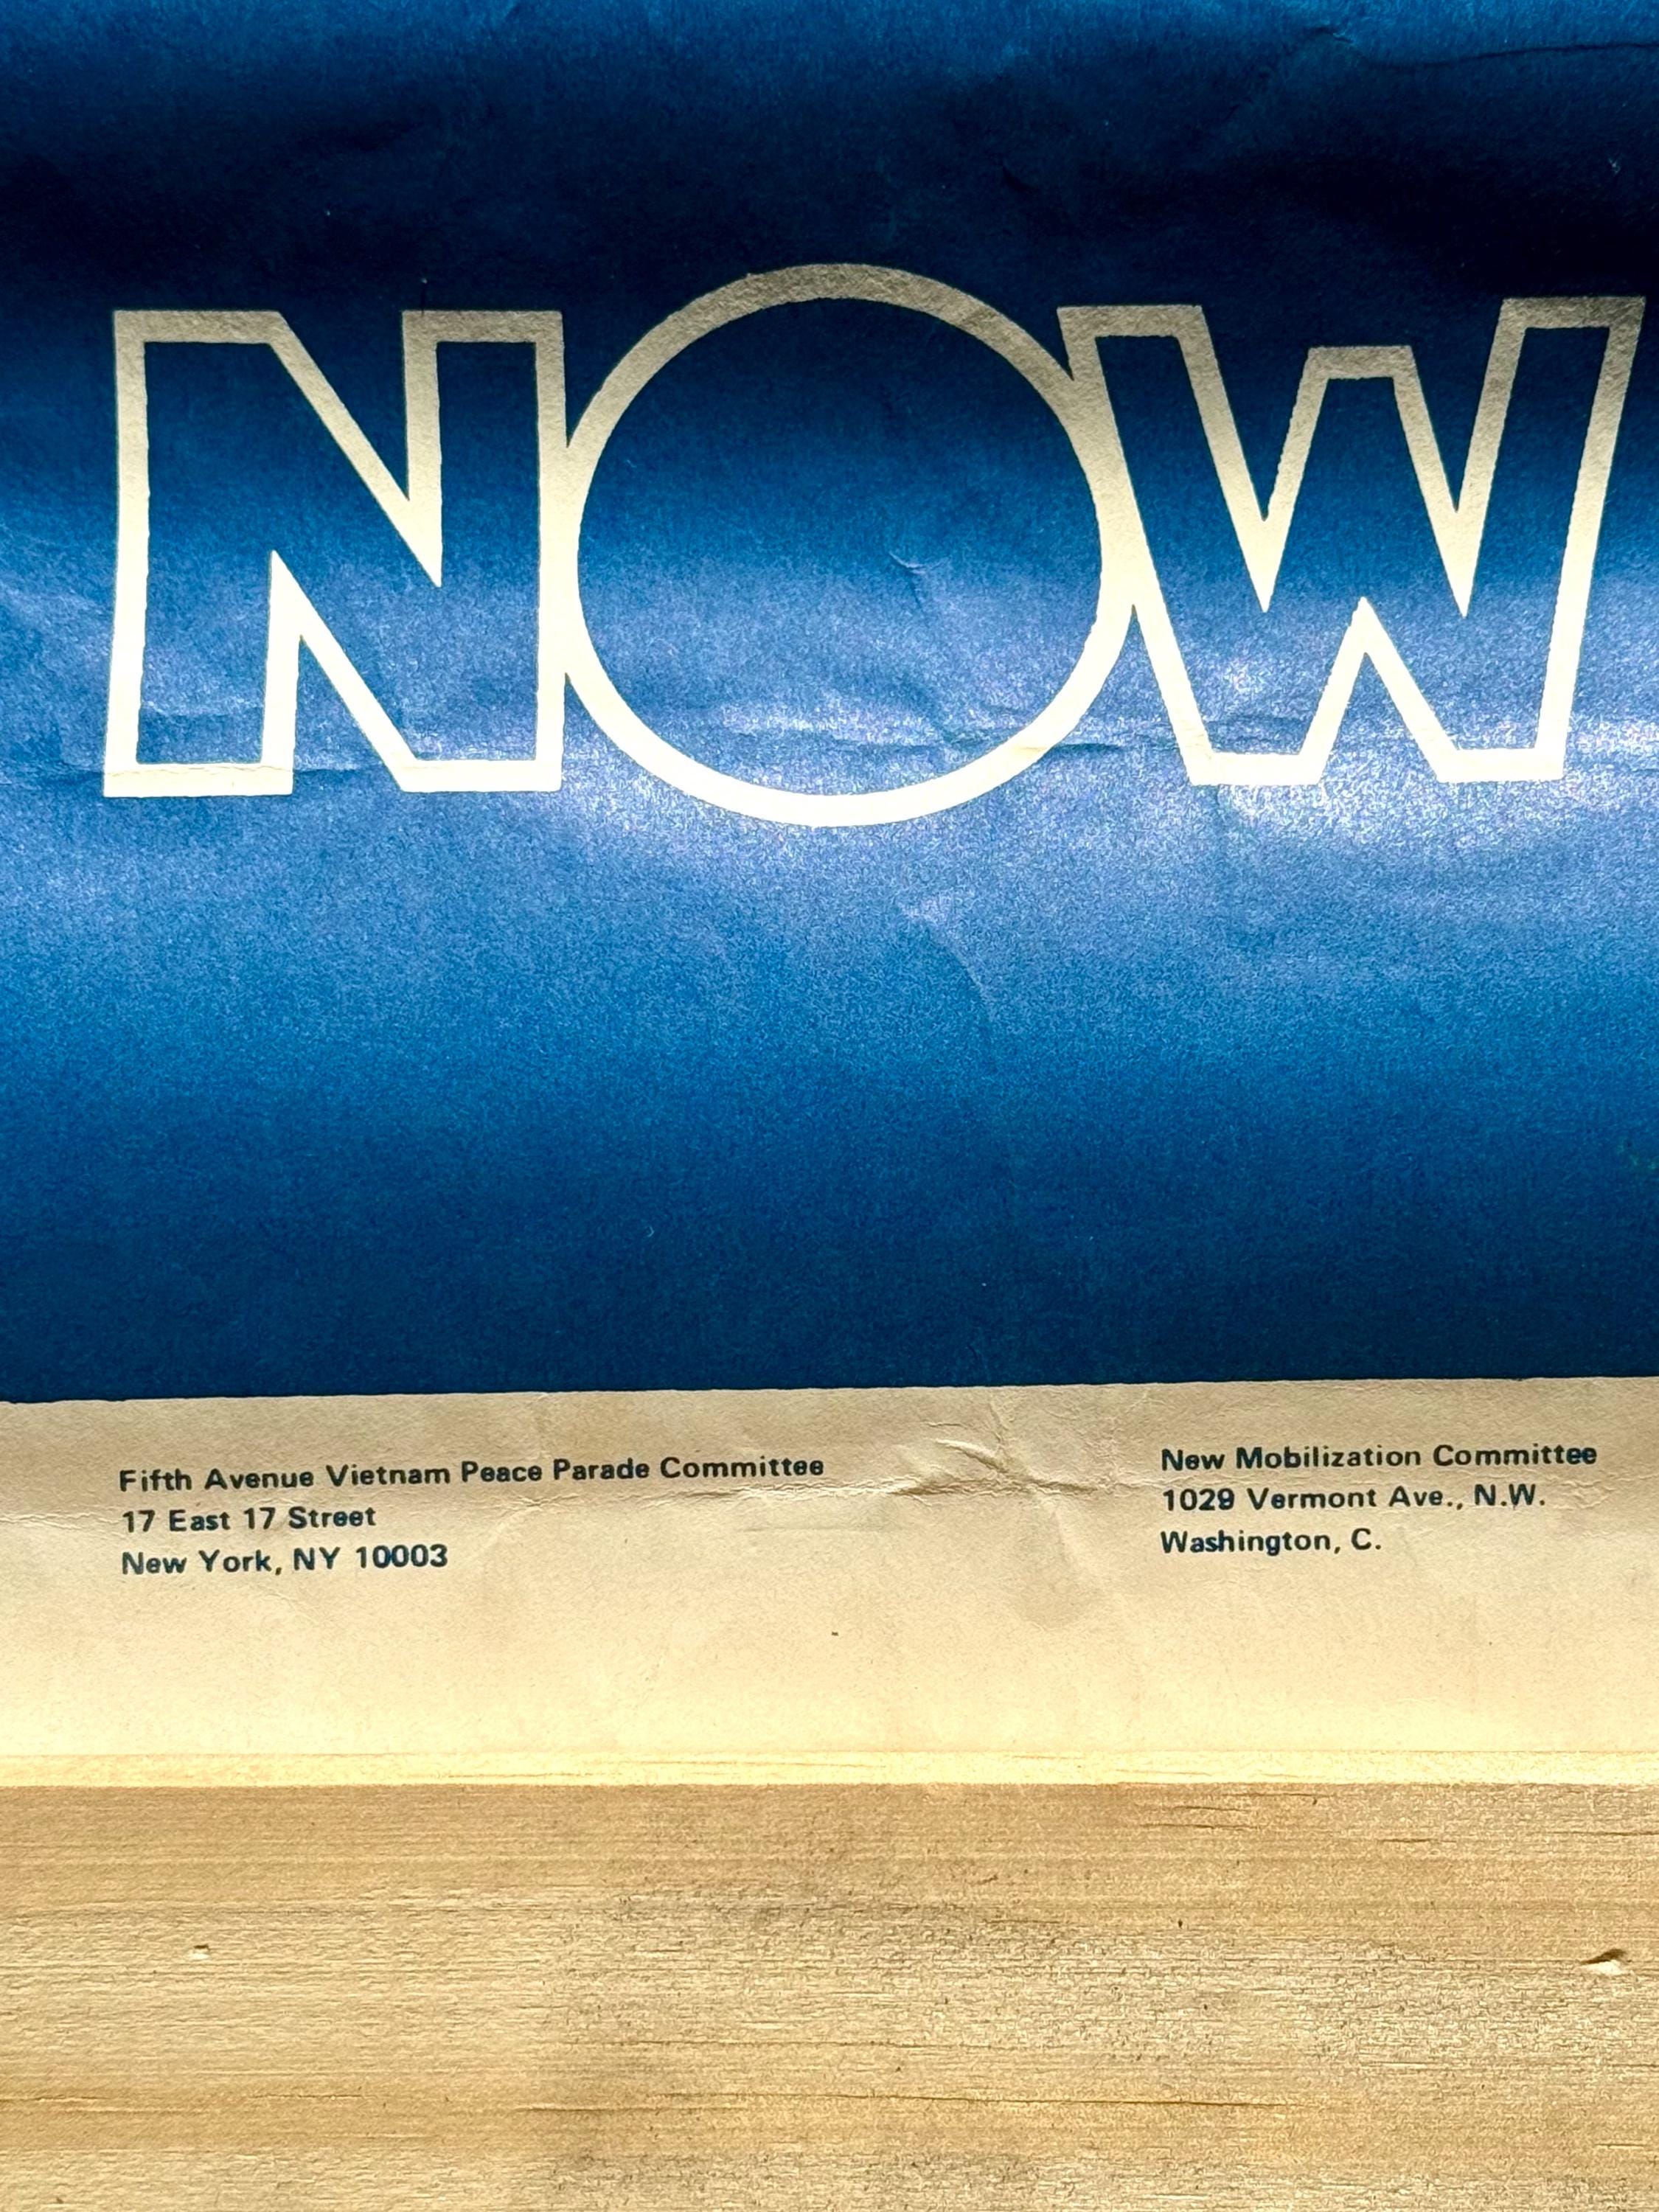 NOW
Fifth Avenue Vietnam Peace Parade Committee
17 East 17 Street
New York, NY 10003
New Mobilization Committee
1029 Vermont Ave., N.W.
Washington, C.